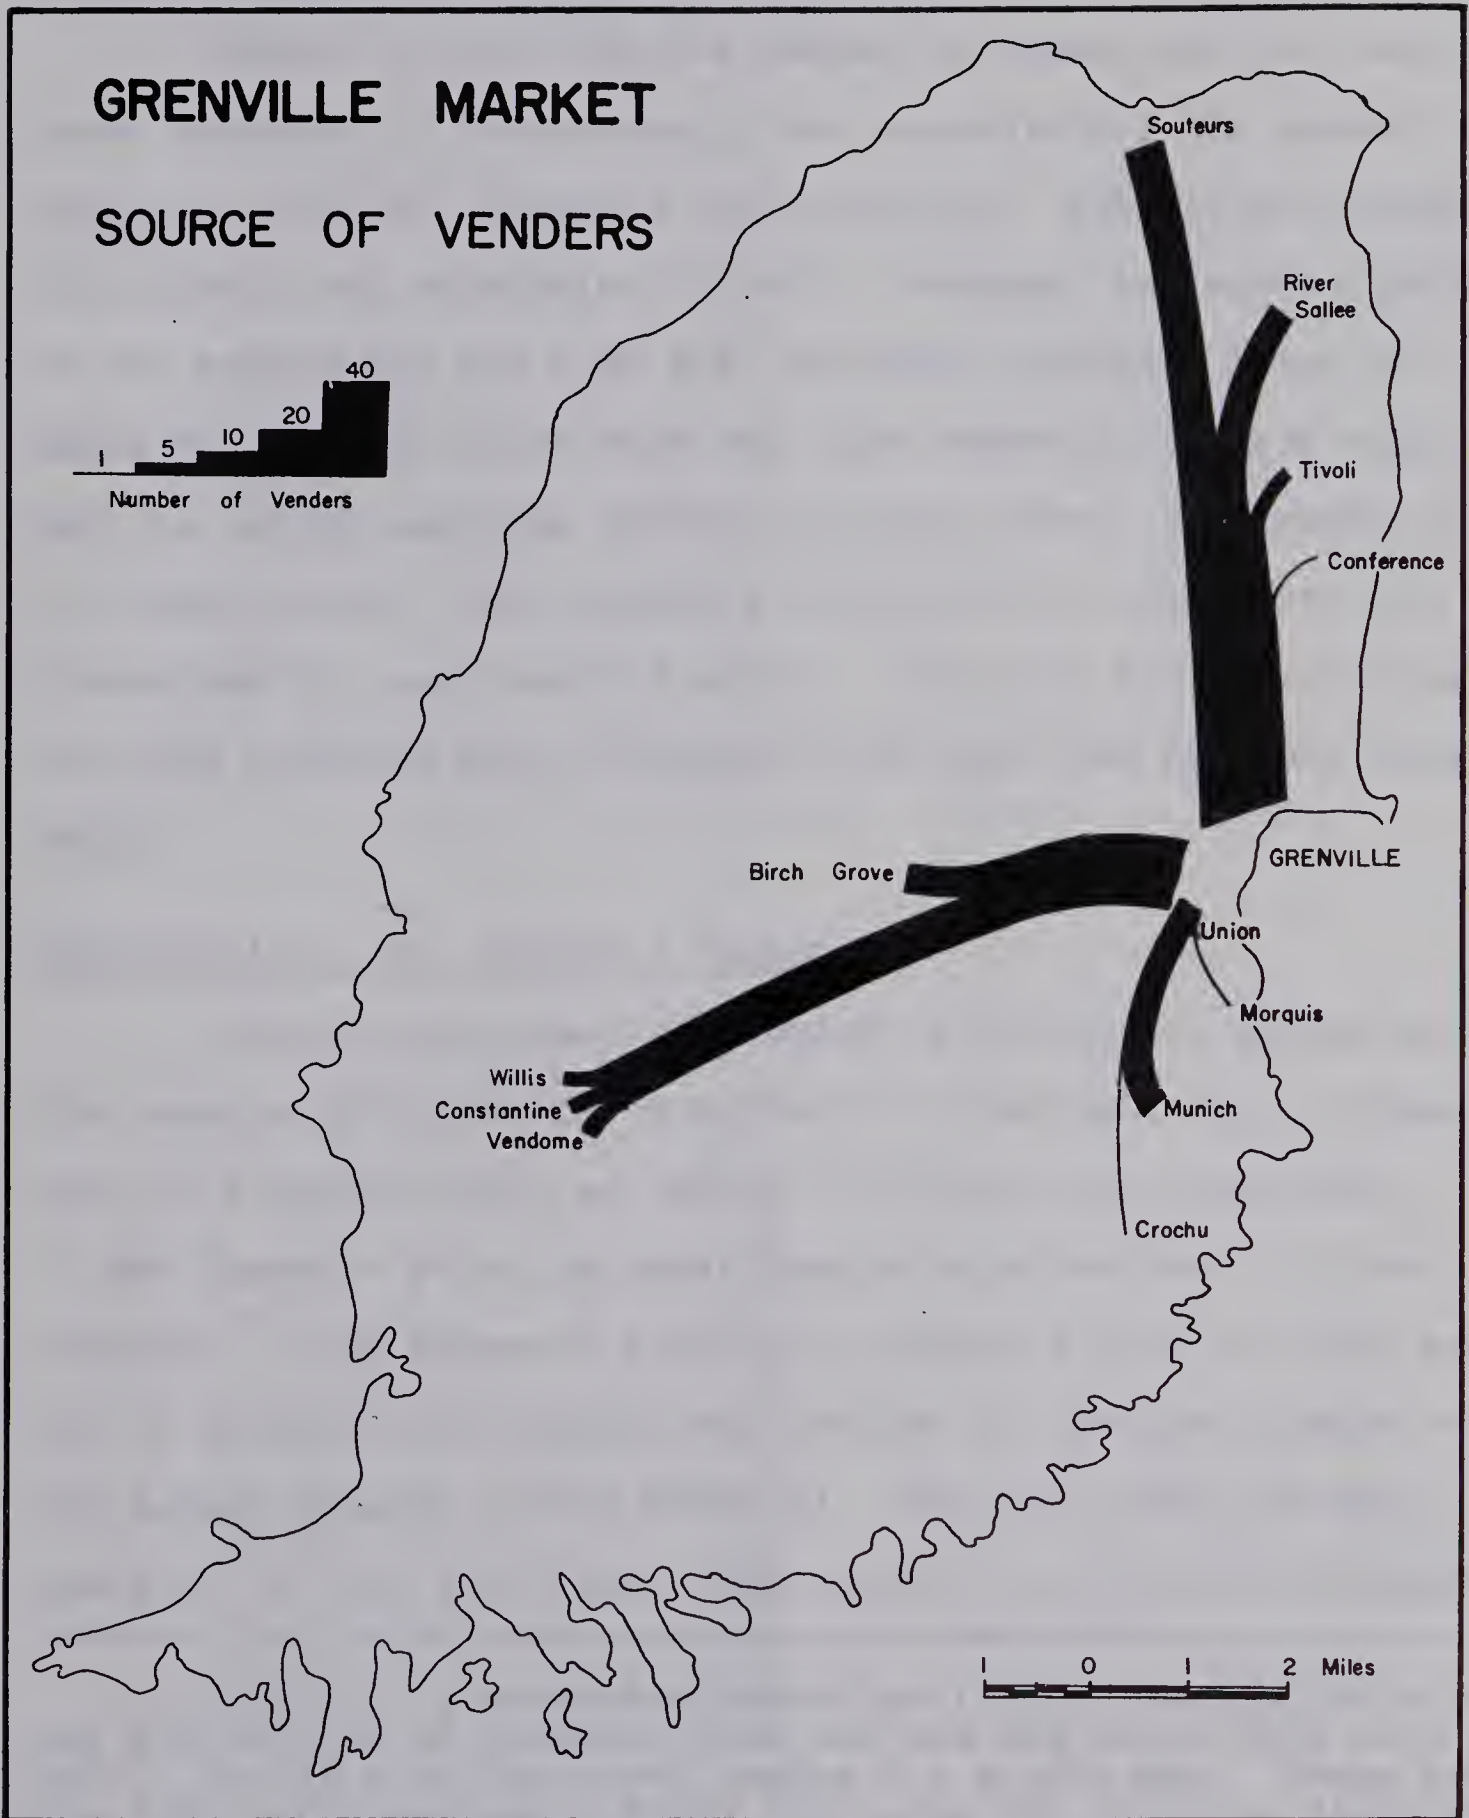 GRENVILLE MARKET
SOURCE OF VENDERS
1 5 10 20 40
Number of Venders
Souteurs
River
Sallee
Tivoli
Conference
Birch Grove
GRENVILLE
Union
Morquis
Willis
Constantine
Vendome
Munich
Crochu
1 0 1 2 Miles